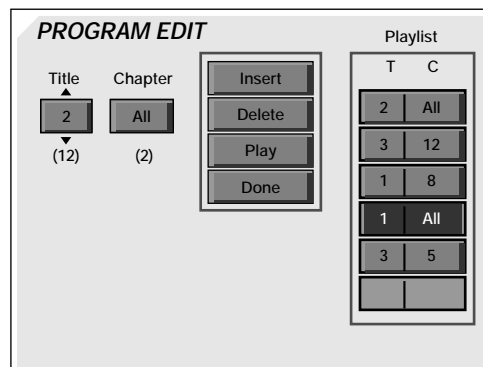 PROGRAM EDIT
Title Chapter
2 All
(12) (2)
Insert
Delete
Play
Done
Playlist
T C
2 All
3 12
1 8
1 All
3 5